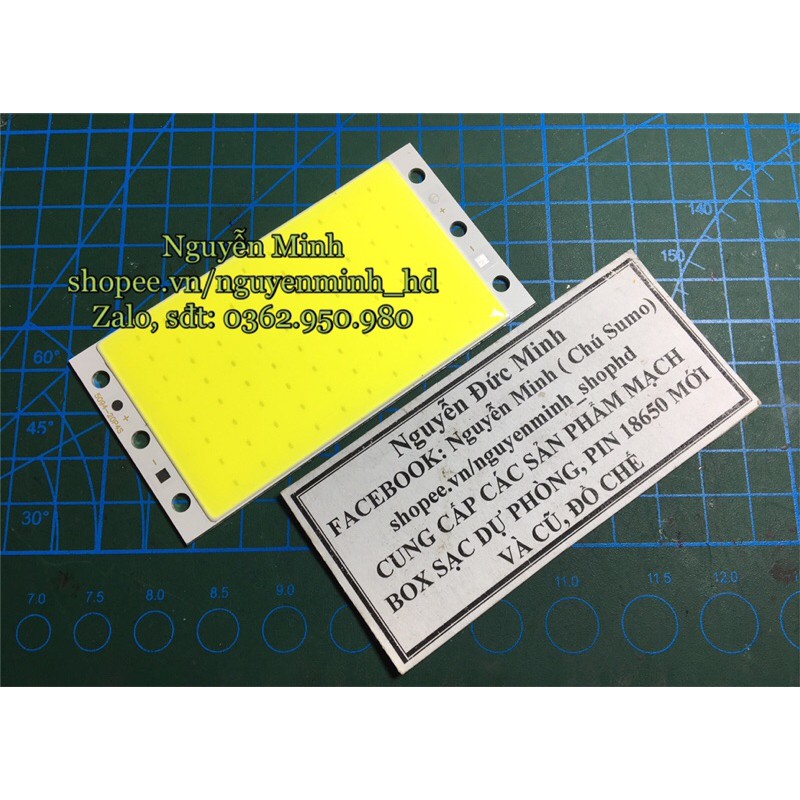 Nguyễn Minh
shopee.vn/nguyenminh_hd
Zalo, sđt: 0362.950.980
+
-
5094-20P4S
+
-
Nguyễn Đức Minh
FACEBOOK: Nguyễn Minh ( Chú Sumo)
shopee.vn/nguyenminh_shophd
CUNG CẤP CÁC SẢN PHẨM MẠCH
BOX SẠC DỰ PHÒNG, PIN 18650 MỚI
VÀ CŨ, ĐỒ CHẾ
140
150
60°
45°
30°
7.0
7.5
8.0
8.5
9.0
11.0
11.5
12.0